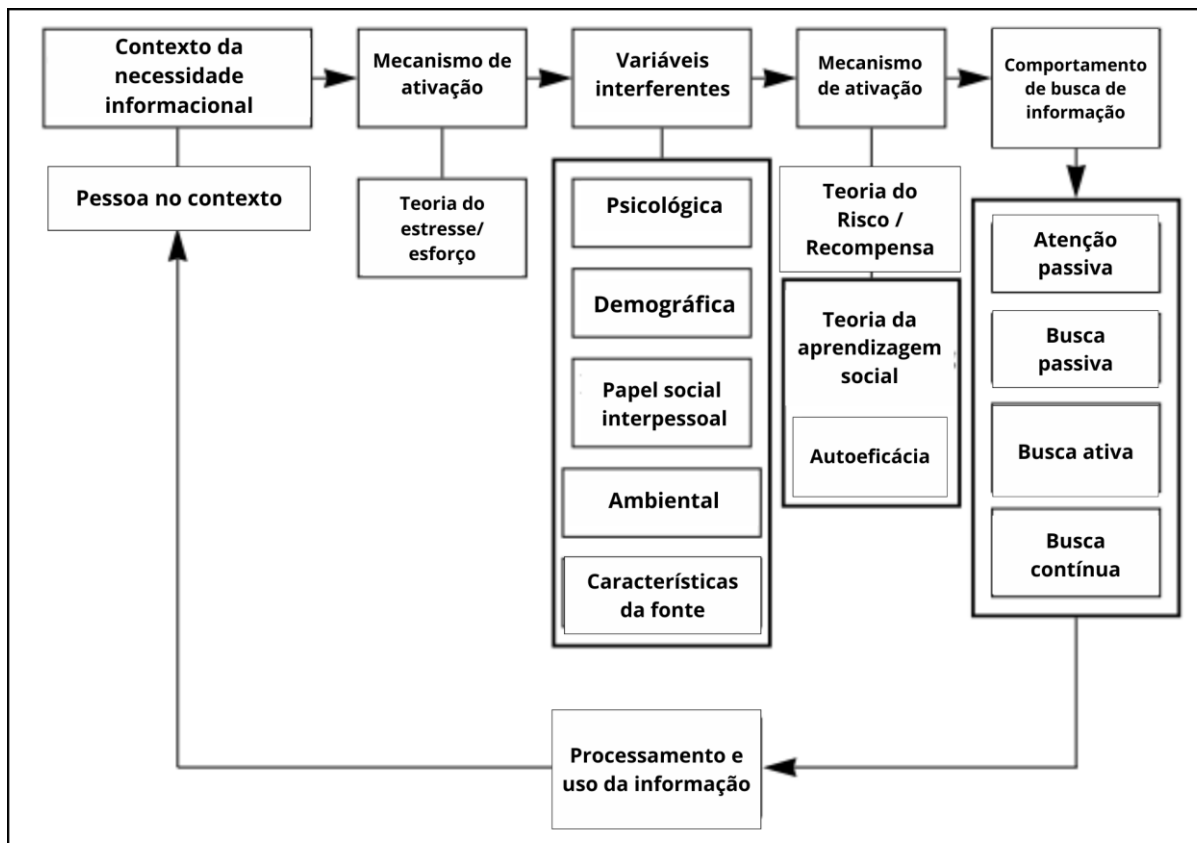 Contexto da
necessidade
informacional
Mecanismo de
ativação
Variáveis
interferentes
Mecanismo
de ativação
Comportamento
de busca de
informação
Pessoa no contexto
Teoria do
estresse/
esforço
Psicológica
Demográfica
Papel social
interpessoal
Ambiental
Características
da fonte
Teoria do
Risco /
Recompensa
Teoria da
aprendizagem
social
Autoeficácia
Atenção
passiva
Busca
passiva
Busca ativa
Busca
contínua
Processamento e
uso da informação